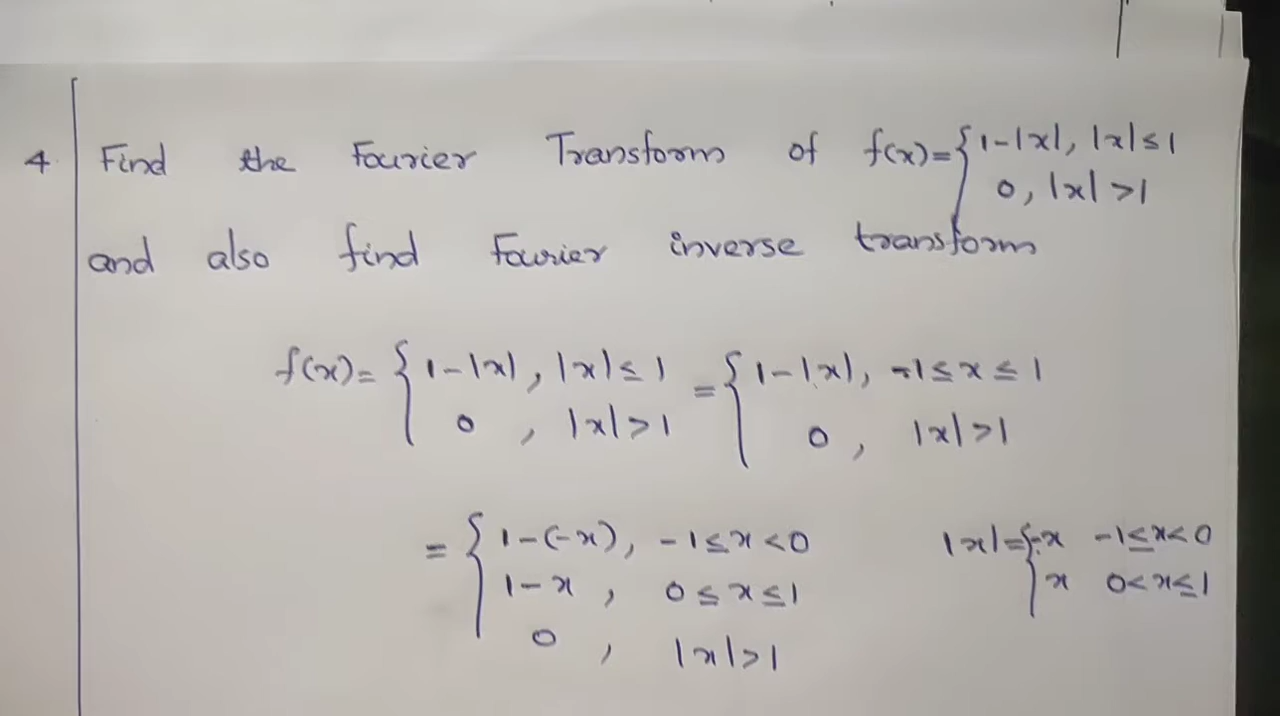 4. Find the Fourier Transform of f(x)={1-|x|, |x|≤1
0, |x|>1
and also find Fourier inverse transform
f(x)= {1-|x|, |x|≤1 = {1-|x|, -1≤x≤1
0 , |x|>1 0, |x|>1
= {1-(-x), -1≤x<0 |x|={-x -1≤x<0
1-x , 0≤x≤1 x 0<x≤1
0 , |x|>1